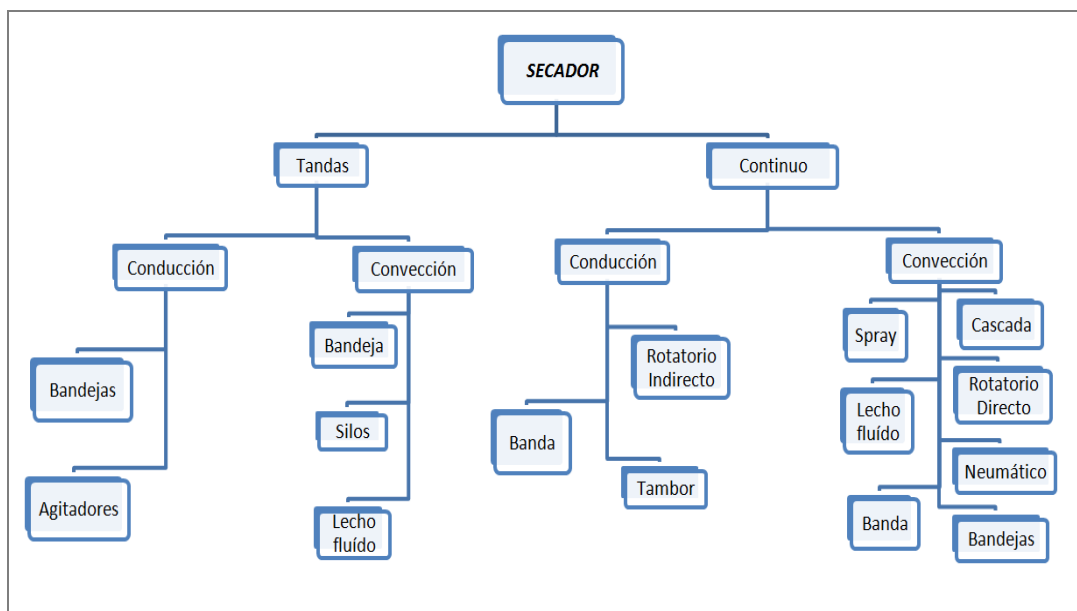 SECADOR
Tandas
Continuo
Conducción
Convección
Conducción
Convección
Bandejas
Agitadores
Bandeja
Silos
Lecho
fluído
Rotatorio
Indirecto
Banda
Tambor
Spray
Cascada
Lecho
fluído
Rotatorio
Directo
Neumático
Banda
Bandejas